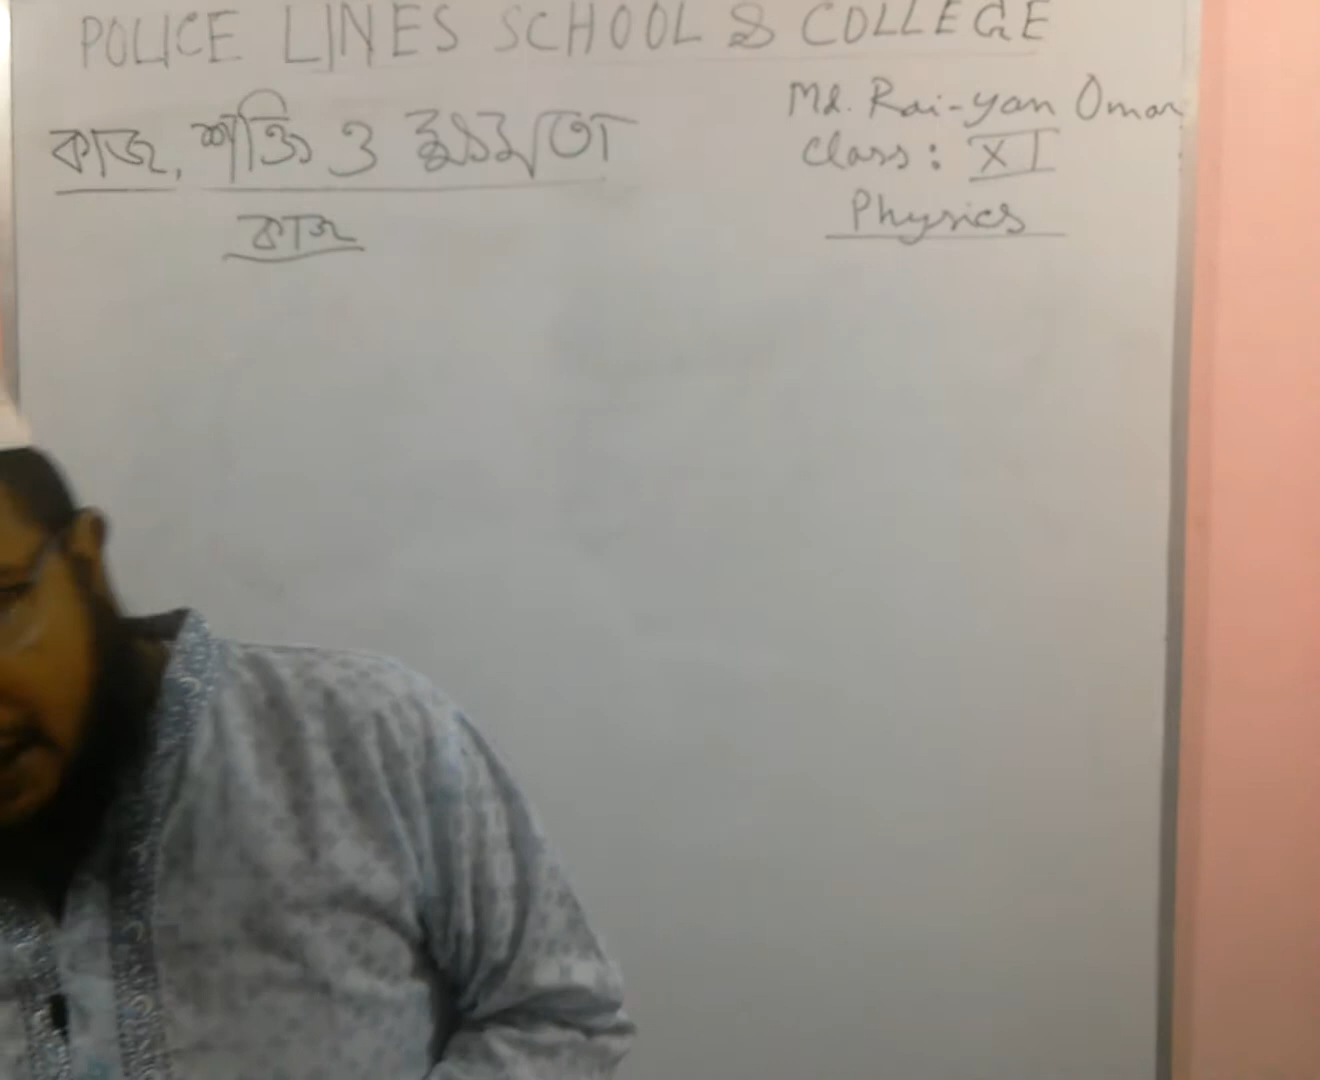 POLICE LINES SCHOOL & COLLEGE
Md. Rai-yan Omar
কাজ, শক্তি ও ক্ষমতা
Class: XI
Physics
কাজ